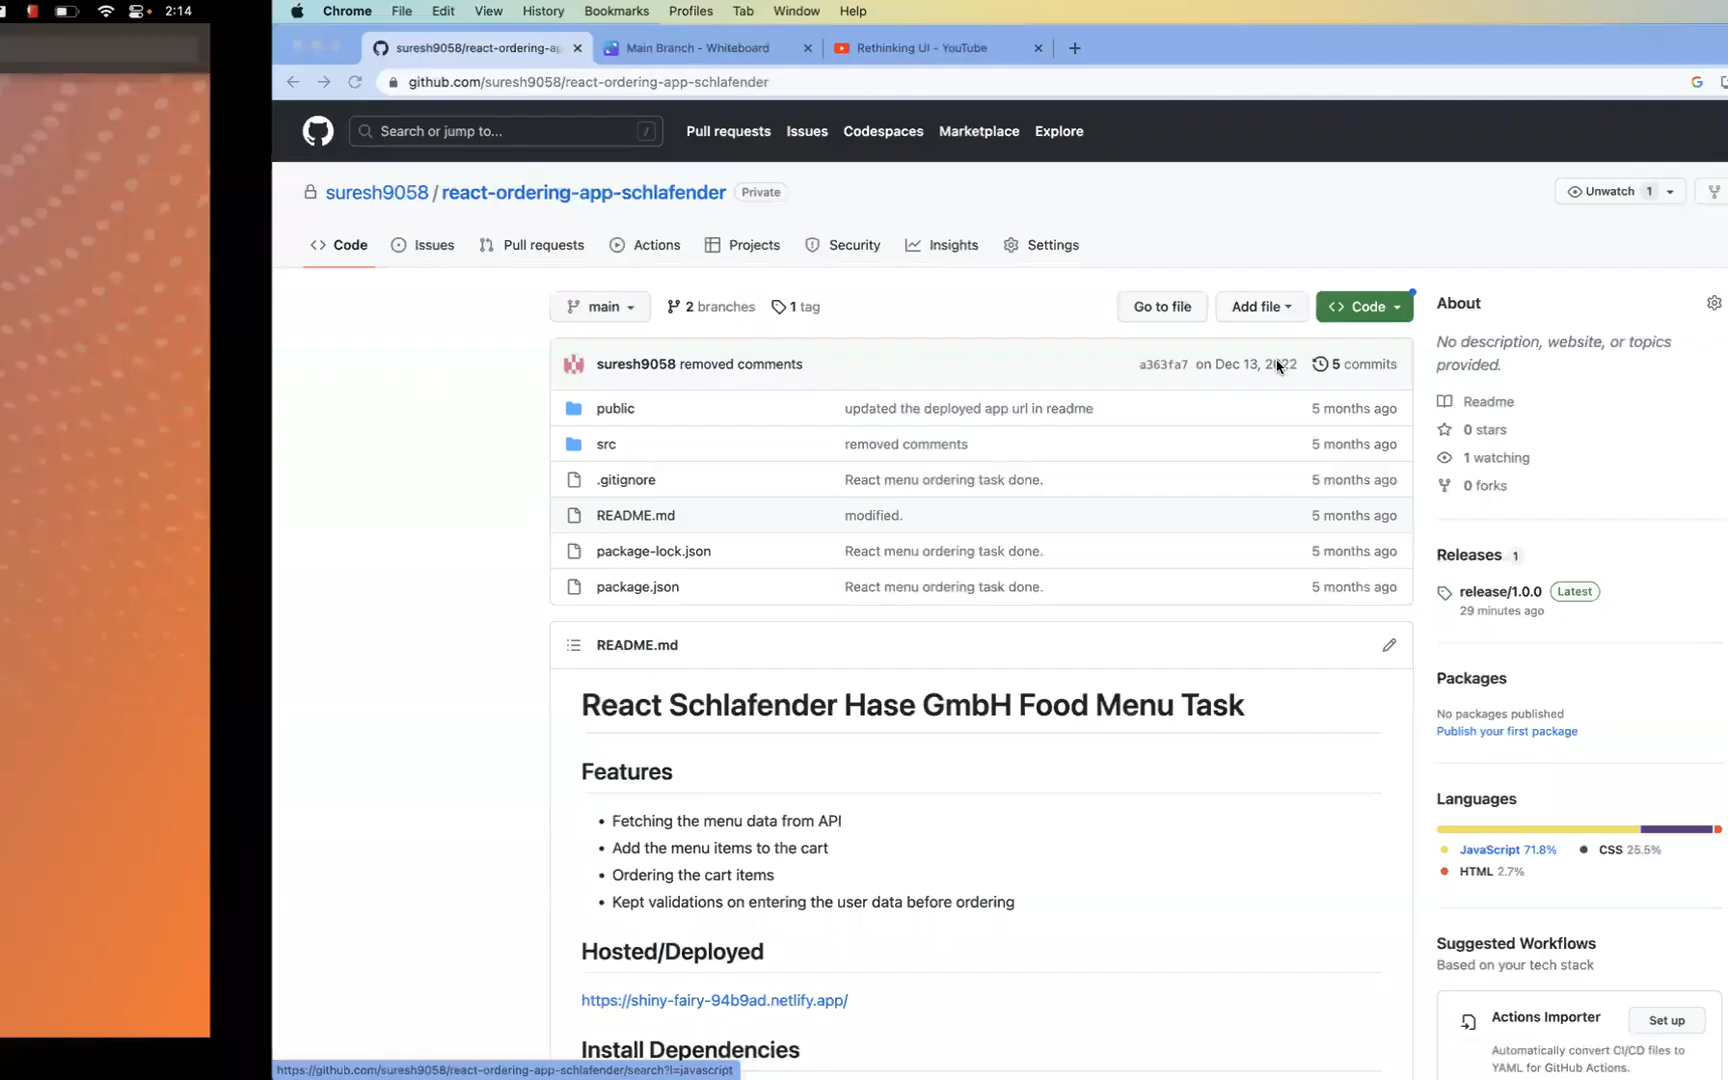 2:14
Chrome File Edit View History Bookmarks Profiles Tab Window Help
suresh9058/react-ordering-ap
Main Branch - Whiteboard
Rethinking UI - YouTube
github.com/suresh9058/react-ordering-app-schlafender
Search or jump to... /
Pull requests Issues Codespaces Marketplace Explore
suresh9058 / react-ordering-app-schlafender Private
Unwatch 1
Code Issues Pull requests Actions Projects Security Insights Settings
main 2 branches 1 tag
Go to file Add file Code
suresh9058 removed comments a363fa7 on Dec 13, 2022 5 commits
public updated the deployed app url in readme 5 months ago
src removed comments 5 months ago
.gitignore React menu ordering task done. 5 months ago
README.md modified. 5 months ago
package-lock.json React menu ordering task done. 5 months ago
package.json React menu ordering task done. 5 months ago
README.md
React Schlafender Hase GmbH Food Menu Task
Features
• Fetching the menu data from API
• Add the menu items to the cart
• Ordering the cart items
• Kept validations on entering the user data before ordering
Hosted/Deployed
https://shiny-fairy-94b9ad.netlify.app/
Install Dependencies
About
No description, website, or topics
provided.
Readme
0 stars
1 watching
0 forks
Releases 1
release/1.0.0 Latest
29 minutes ago
Packages
No packages published
Publish your first package
Languages
JavaScript 71.8% CSS 25.5%
HTML 2.7%
Suggested Workflows
Based on your tech stack
Actions Importer Set up
Automatically convert CI/CD files to
YAML for GitHub Actions.
https://github.com/suresh9058/react-ordering-app-schlafender/search?l=javascript